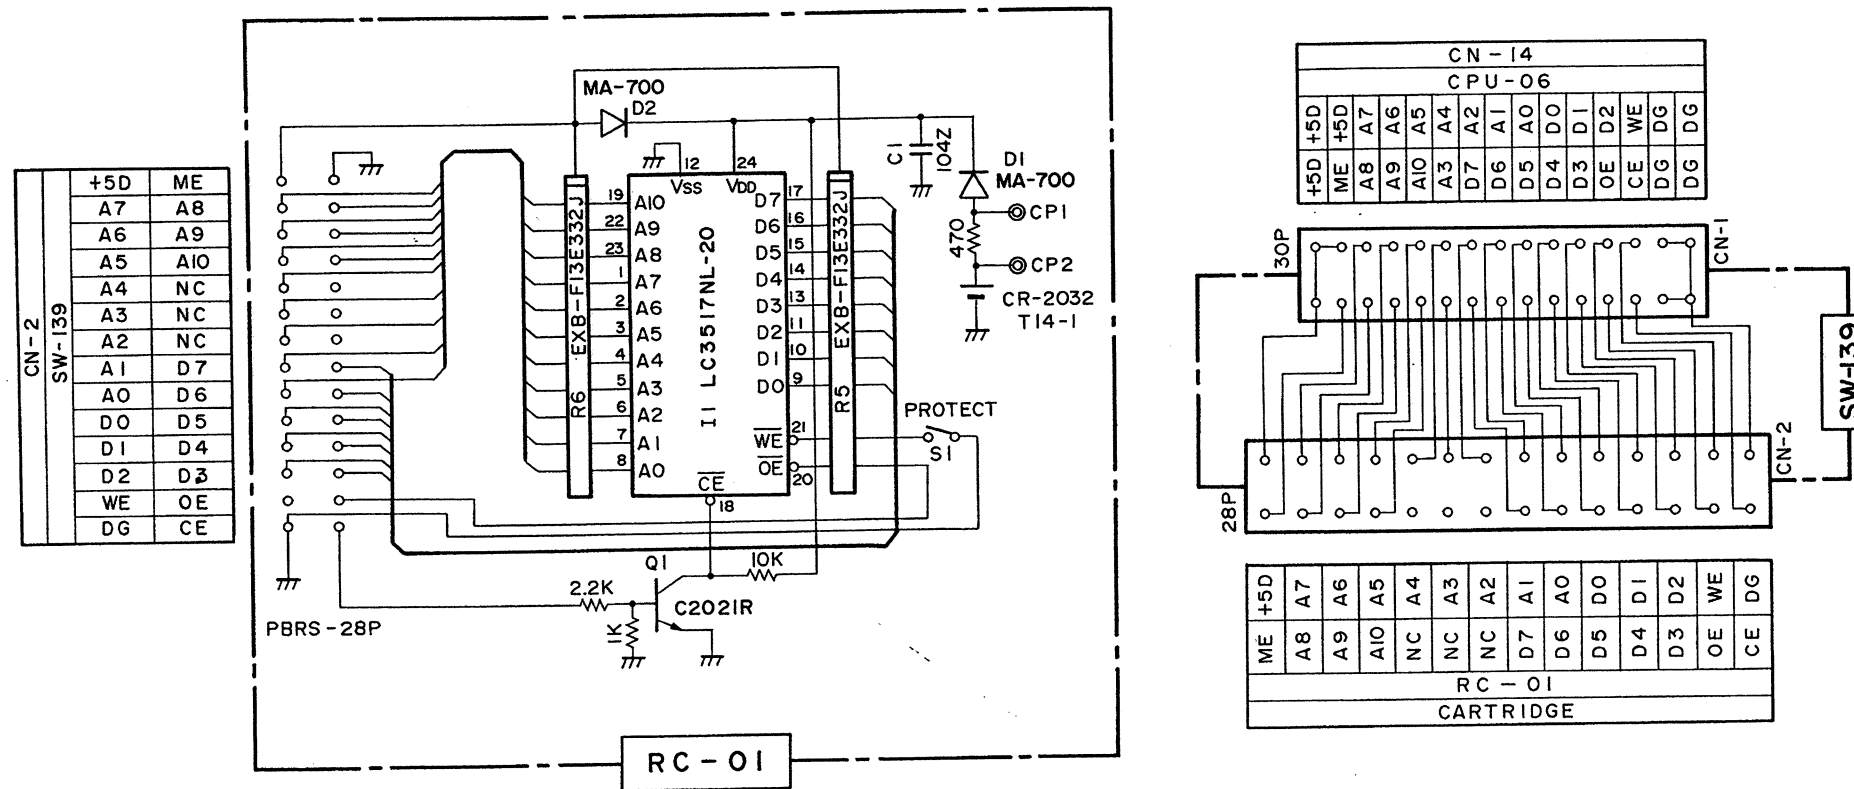 CN-2
SW-139
+5D ME
A7 A8
A6 A9
A5 A10
A4 NC
A3 NC
A2 NC
A1 D7
A0 D6
D0 D5
D1 D4
D2 D3
WE OE
DG CE
PBRS-28P
MA-700
D2
12
24
VSS
VDD
R6 EXB-F13E332J
19 A10
22 A9
23 A8
1 A7
2 A6
3 A5
4 A4
5 A3
6 A2
7 A1
8 A0
I1 LC3517NL-20
D7 17
D6 16
D5 15
D4 14
D3 13
D2 11
D1 10
D0 9
WE 21
OE 20
CE
18
R5 EXB-F13E332J
C1
104Z
D1
MA-700
CP1
470
CP2
CR-2032
T14-1
PROTECT
S1
Q1
10K
2.2K
C2021R
1K
RC-01
CN-14
CPU-06
+5D +5D A7 A6 A5 A4 A2 A1 A0 D0 D1 D2 WE DG DG
+5D ME A8 A9 A10 A3 D7 D6 D5 D4 D3 OE CE DG DG
30P
CN-1
SW-139
28P
CN-2
+5D A7 A6 A5 A4 A3 A2 A1 A0 D0 D1 D2 WE DG
ME A8 A9 A10 NC NC NC D7 D6 D5 D4 D3 OE CE
RC-01
CARTRIDGE